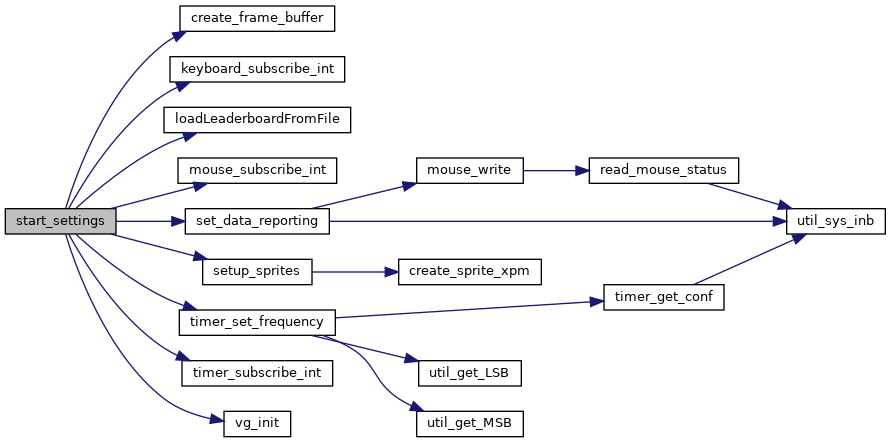 create_frame_buffer
keyboard_subscribe_int
loadLeaderboardFromFile
mouse_subscribe_int
mouse_write
read_mouse_status
start_settings
set_data_reporting
util_sys_inb
setup_sprites
create_sprite_xpm
timer_get_conf
timer_set_frequency
timer_subscribe_int
util_get_LSB
vg_init
util_get_MSB